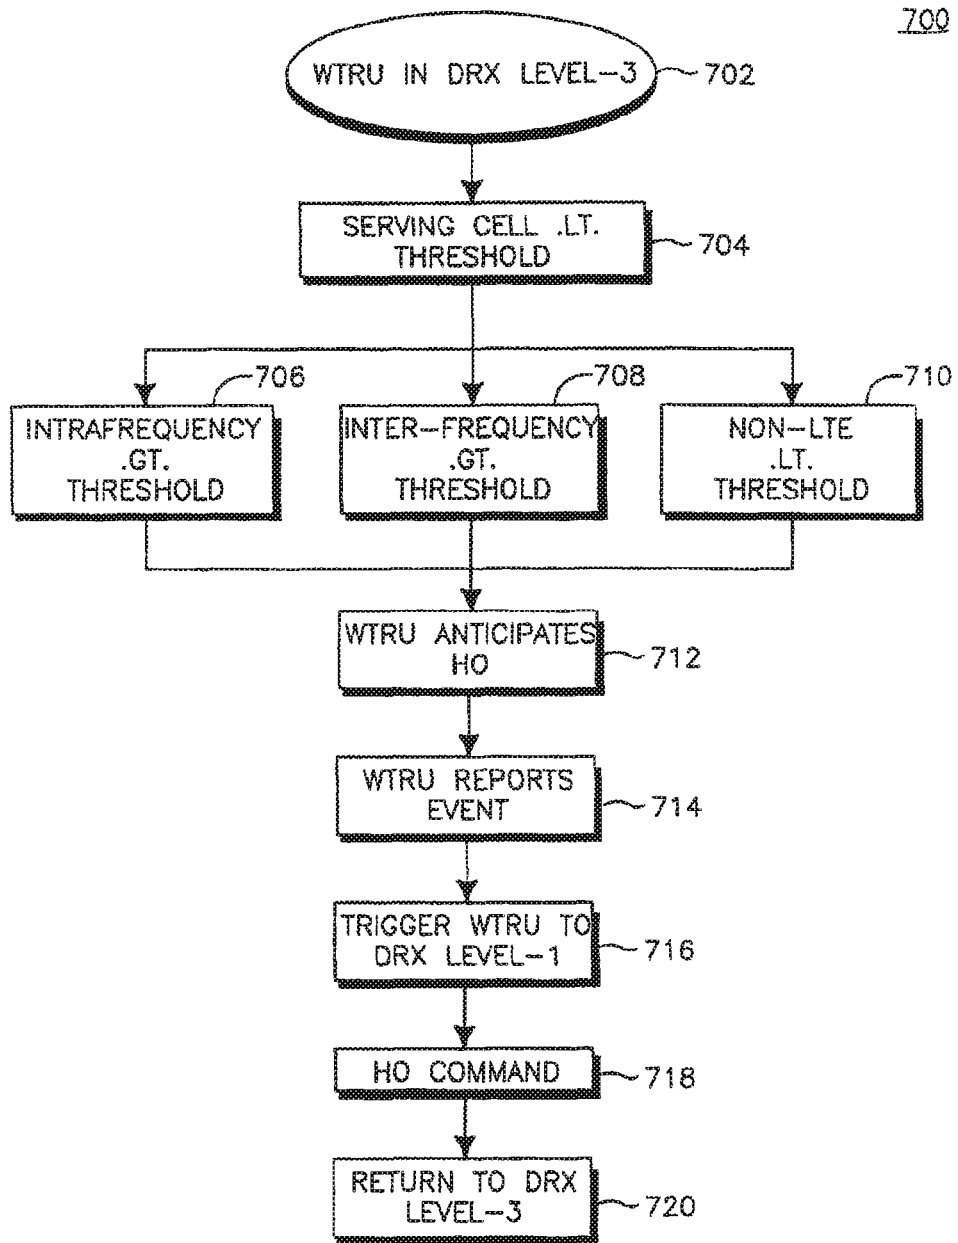 700
WTRU IN DRX LEVEL-3
702
SERVING CELL .LT.
THRESHOLD
704
706
INTRAFREQUENCY
.GT.
THRESHOLD
708
INTER-FREQUENCY
.GT.
THRESHOLD
710
NON-LTE
.LT.
THRESHOLD
WTRU ANTICIPATES
HO
712
WTRU REPORTS
EVENT
714
TRIGGER WTRU TO
DRX LEVEL-1
716
HO COMMAND
718
RETURN TO DRX
LEVEL-3
720